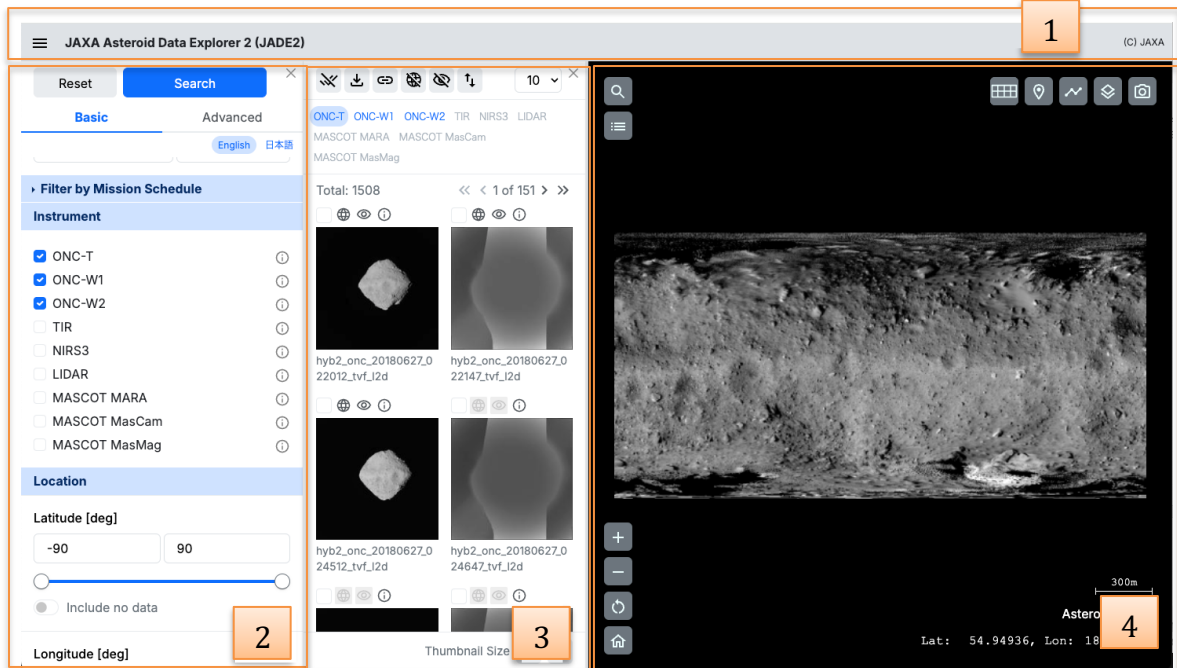 JAXA Asteroid Data Explorer 2 (JADE2)
(C) JAXA
1
Reset Search
Basic Advanced
English 日本語
Filter by Mission Schedule
Instrument
ONC-T
ONC-W1
ONC-W2
TIR
NIRS3
LIDAR
MASCOT MARA
MASCOT MasCam
MASCOT MasMag
Location
Latitude [deg]
-90 90
Include no data
Longitude [deg]
2
10
ONC-T ONC-W1 ONC-W2 TIR NIRS3 LIDAR
MASCOT MARA MASCOT MasCam
MASCOT MasMag
Total: 1508 1 of 151
hyb2_onc_20180627_0
22012_tvf_l2d
hyb2_onc_20180627_0
22147_tvf_l2d
hyb2_onc_20180627_0
24512_tvf_l2d
hyb2_onc_20180627_0
24647_tvf_l2d
Thumbnail Size
3
300m
Lat: 54.94936, Lon:
4